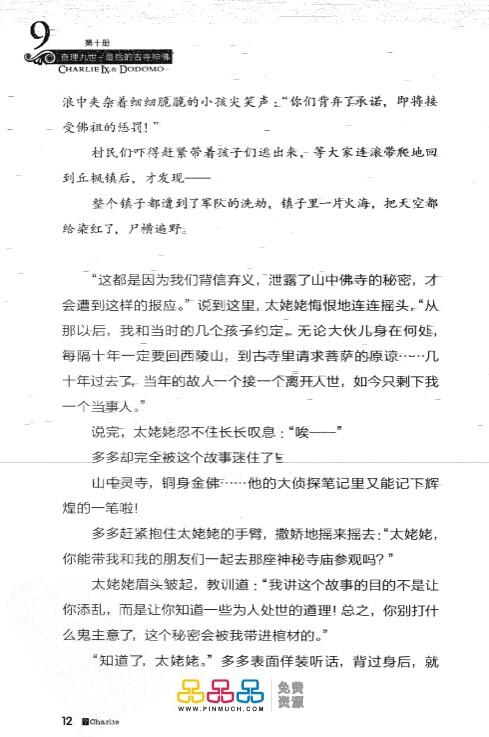 9
第十册
查理九世·最后的古寺神佛
CHARLIE IX & DODOMO
浪中夹杂着细细脆脆的小孩尖笑声：“你们背弃了承诺，即将接
受佛祖的惩罚！”
村民们吓得赶紧带着孩子们逃出来，等大家连滚带爬地回
到丘枫镇后，才发现——
整个镇子都遭到了军队的洗劫，镇子里一片火海，把天空都
给染红了，尸横遍野。
“这都是因为我们背信弃义，泄露了山中佛寺的秘密，才
会遭到这样的报应。”说到这里，太姥姥悔恨地连连摇头，“从
那以后，我和当时的几个孩子约定，无论大伙儿身在何处，
每隔十年一定要回西陵山，到古寺里请求菩萨的原谅……几
十年过去了，当年的故人一个接一个离开人世，如今只剩下我
一个当事人。”
说完，太姥姥忍不住长长叹息：“唉——”
多多却完全被这个故事迷住了！
山中灵寺，铜身金佛……他的大侦探笔记里又能记下辉
煌的一笔啦！
多多赶紧抱住太姥姥的手臂，撒娇地摇来摇去：“太姥姥，
你能带我和我的朋友们一起去那座神秘寺庙参观吗？”
太姥姥眉头皱起，教训道：“我讲这个故事的目的不是让
你添乱，而是让你知道一些为人处世的道理！总之，你别打什
么鬼主意了，这个秘密会被我带进棺材的。”
“知道了，太姥姥。”多多表面佯装听话，背过身后，就
品品品 免费
资源
WWW.PINMUCH.COM
12 Charlie